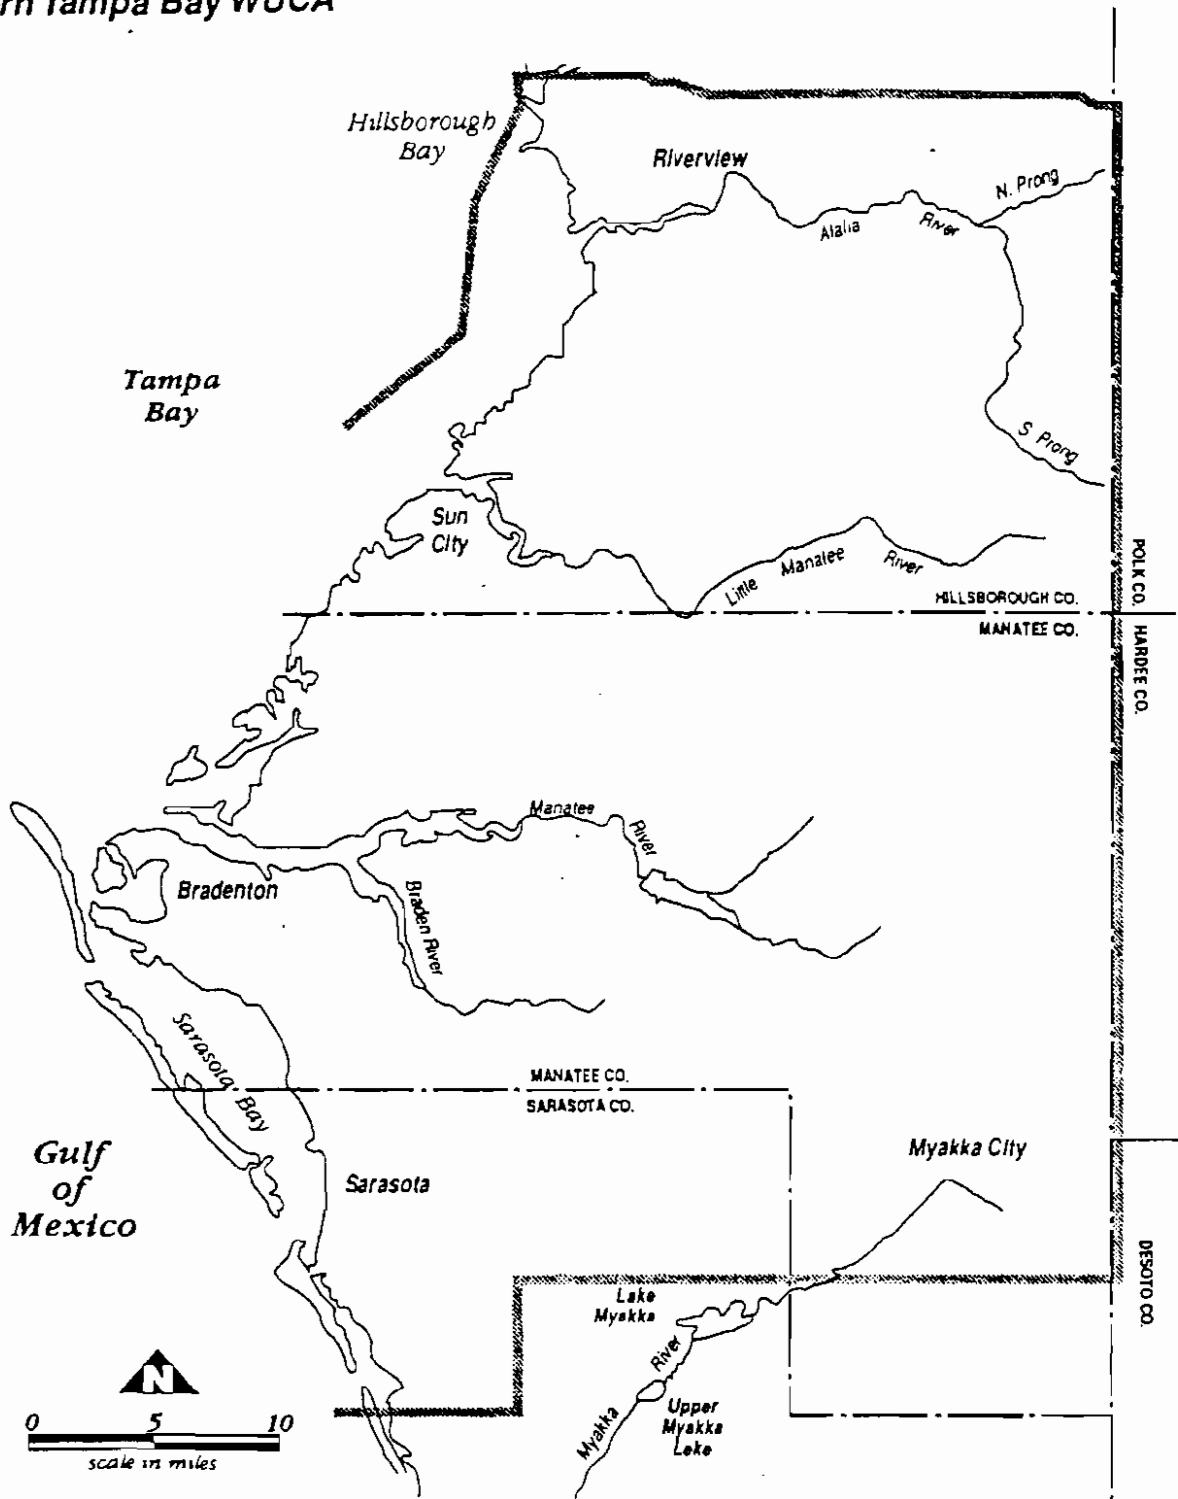 rn Tampa Bay WUCA
Hillsborough
Bay
Riverview
N. Prong
Alafia River
Tampa
Bay
S Prong
Sun
City
Little Manatee River
HILLSBOROUGH CO.
MANATEE CO.
POLK CO.
HARDEE CO.
Manatee River
Bradenton
Braden River
Sarasota Bay
MANATEE CO.
SARASOTA CO.
Gulf
of
Mexico
Sarasota
Myakka City
DESOTO CO.
Lake
Myakka
Myakka River
Upper
Myakka
Lake
N
0 5 10
scale in miles